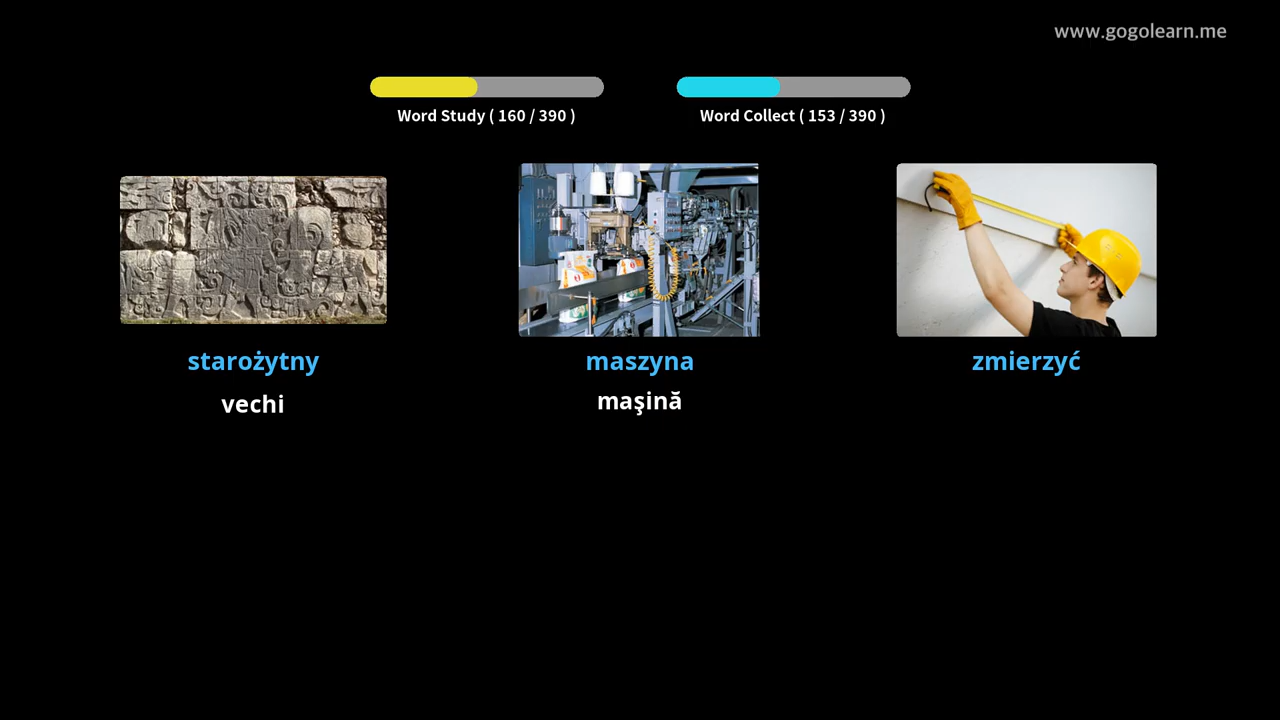 www.gogolearn.me
Word Study ( 160 / 390 )
Word Collect ( 153 / 390 )
starożytny
maszyna
zmierzyć
vechi
maşină